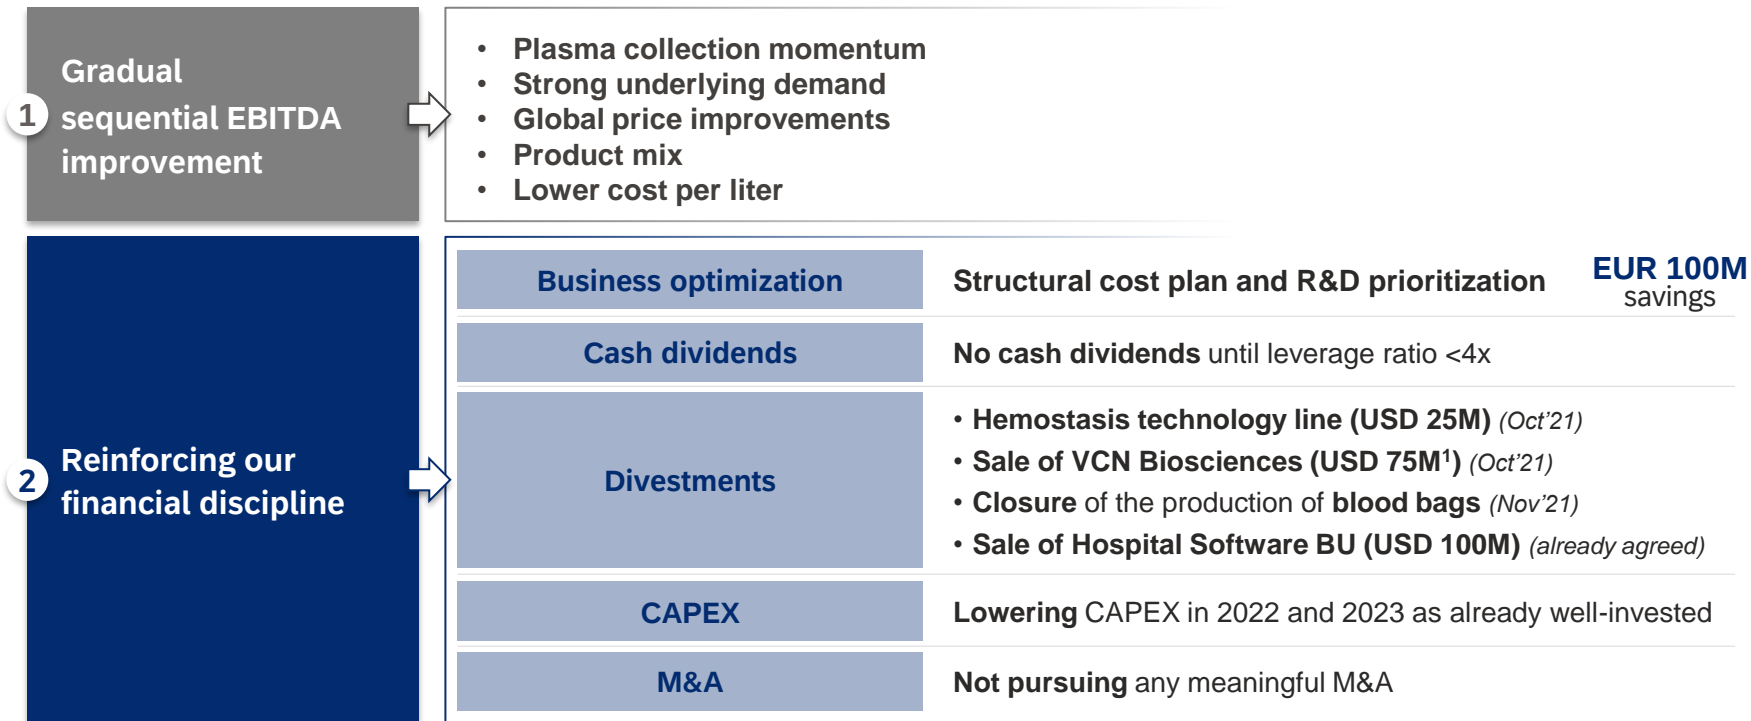 1
Gradual
sequential EBITDA
improvement
• Plasma collection momentum
• Strong underlying demand
• Global price improvements
• Product mix
• Lower cost per liter
2
Reinforcing our
financial discipline
Business optimization
Structural cost plan and R&D prioritization
EUR 100M
savings
Cash dividends
No cash dividends until leverage ratio <4x
Divestments
• Hemostasis technology line (USD 25M) (Oct’21)
• Sale of VCN Biosciences (USD 75M¹) (Oct’21)
• Closure of the production of blood bags (Nov’21)
• Sale of Hospital Software BU (USD 100M) (already agreed)
CAPEX
Lowering CAPEX in 2022 and 2023 as already well-invested
M&A
Not pursuing any meaningful M&A